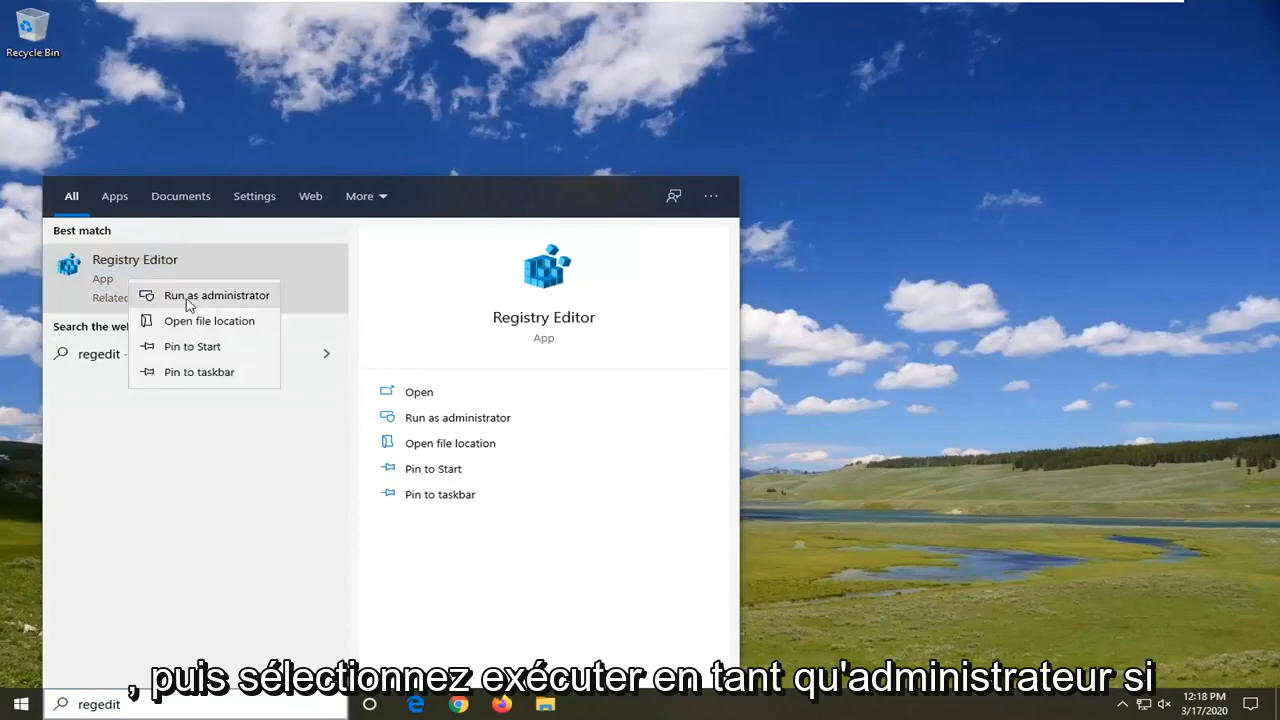 Recycle Bin
All Apps Documents Settings Web More
Best match
Registry Editor
App
Related
Run as administrator
Open file location
Pin to Start
Pin to taskbar
Search the web
regedit -
Registry Editor
App
Open
Run as administrator
Open file location
Pin to Start
Pin to taskbar
, puis sélectionnez exécuter en tant qu'administrateur si
regedit
12:18 PM
3/17/2020